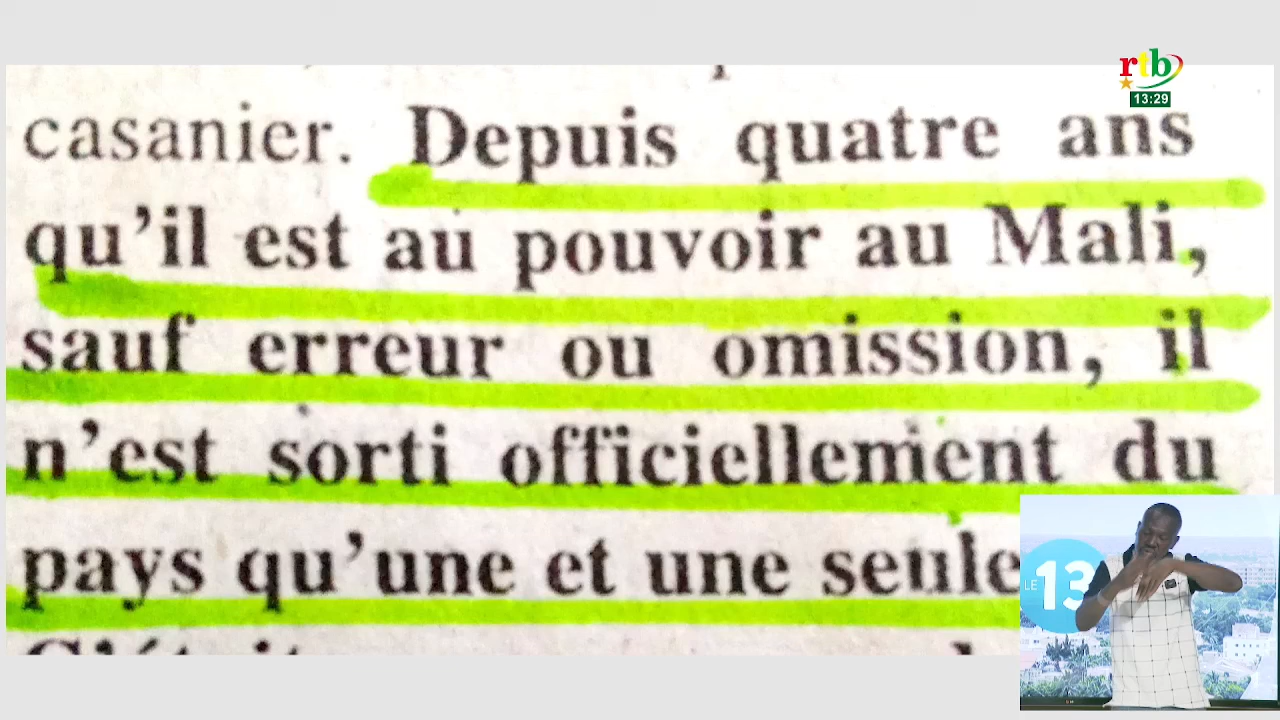 rtb
13:29
casanier. Depuis quatre ans
qu'il est au pouvoir au Mali,
sauf erreur ou omission, il
n'est sorti officiellement du
pays qu'une et une seule
LE 13